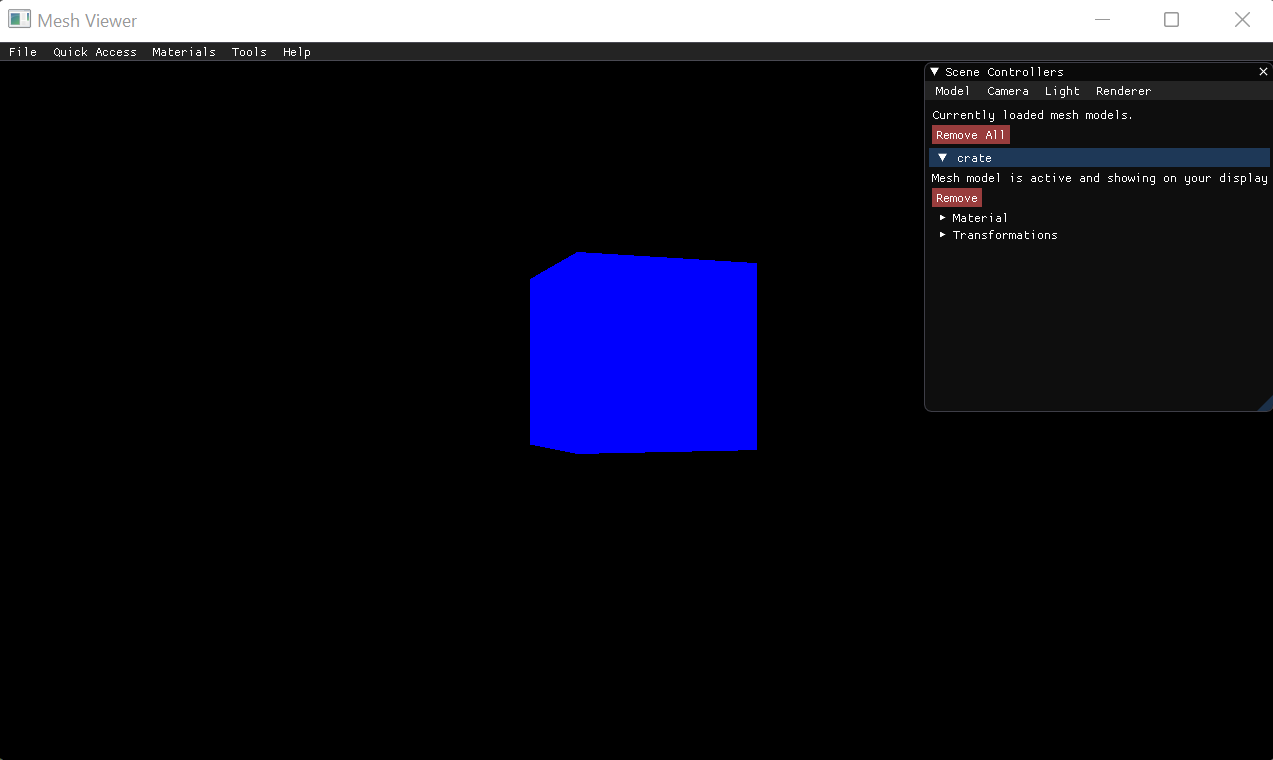 Mesh Viewer
File Quick Access Materials Tools Help
Scene Controllers
Model Camera Light Renderer
Currently loaded mesh models.
Remove All
crate
Mesh model is active and showing on your display
Remove
Material
Transformations